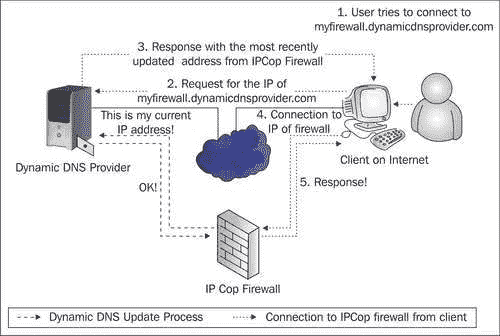 1. User tries to connect to
myfirewall.dynamicdnsprovider.com
3. Response with the most recently
updated address from IPCop Firewall
2. Request for the IP of
myfirewall.dynamicdnsprovider.com
This is my current
IP address!
4. Connection to
IP of firewall
Dynamic DNS Provider
Client on Internet
OK!
5. Response!
IP Cop Firewall
Dynamic DNS Update Process
Connection to IPCop firewall from client